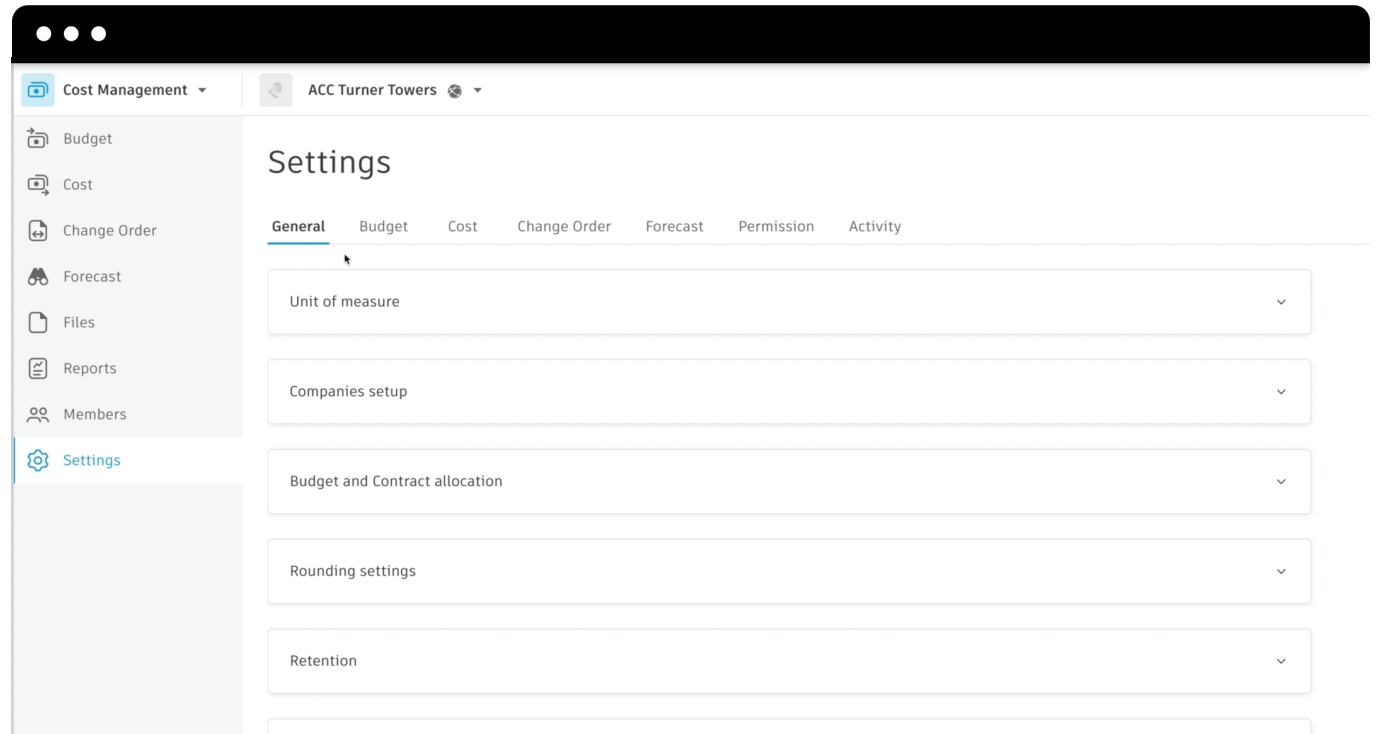 Cost Management
ACC Turner Towers
Budget
Cost
Change Order
Forecast
Files
Reports
Members
Settings
Settings
General Budget Cost Change Order Forecast Permission Activity
Unit of measure
Companies setup
Budget and Contract allocation
Rounding settings
Retention